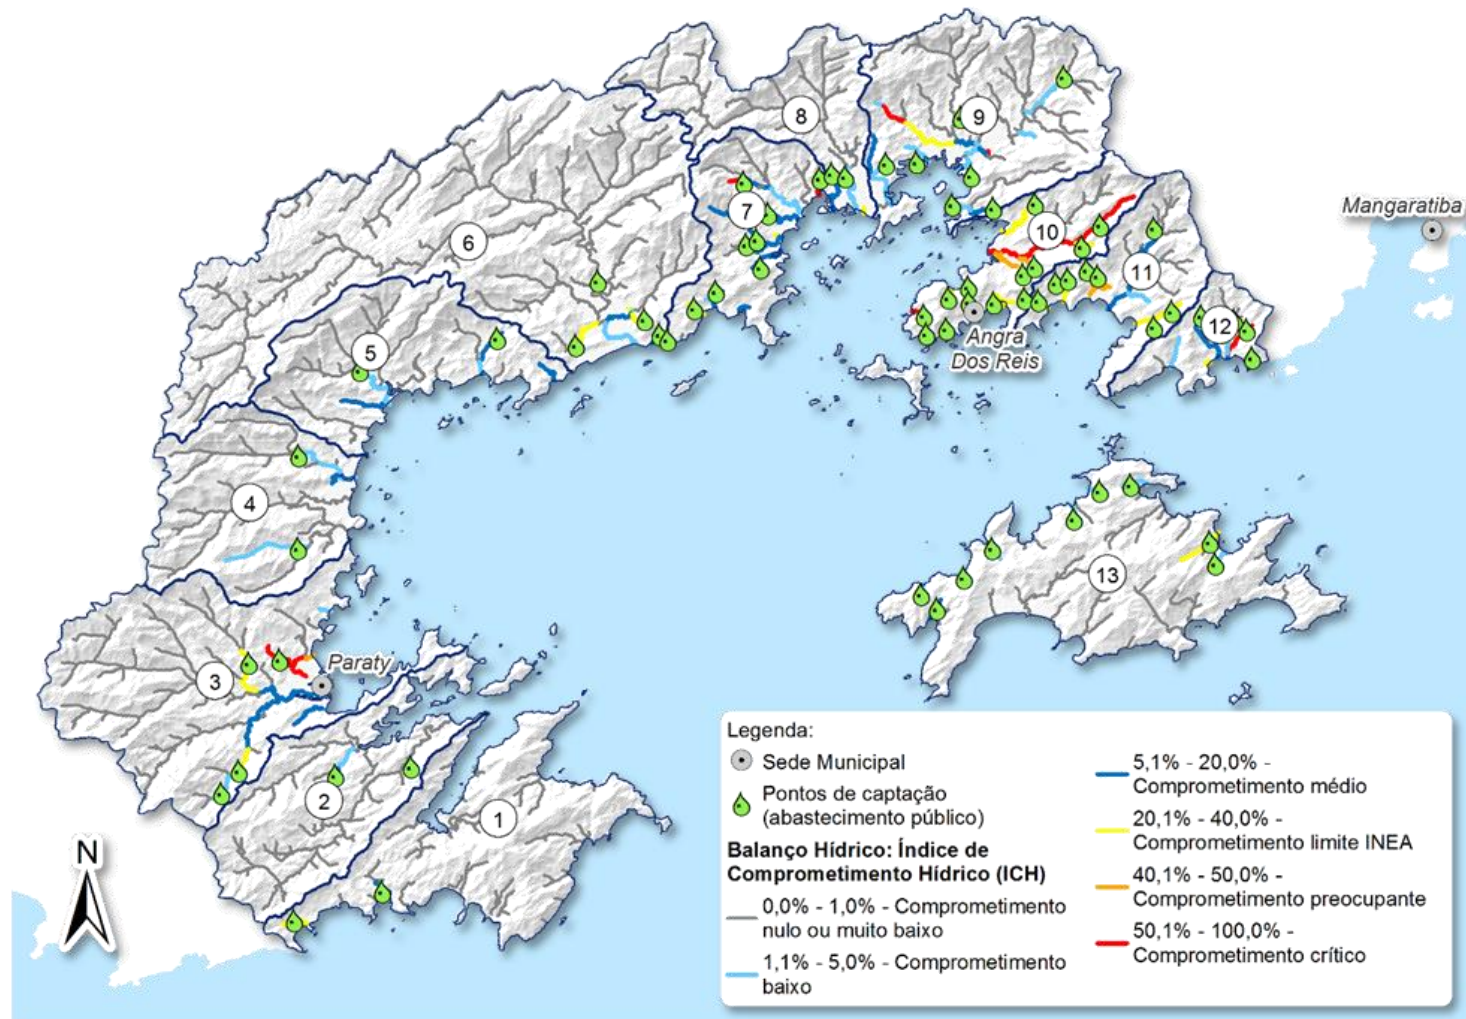 8
9
7
Mangaratiba
6
10
11
12
Angra
Dos Reis
5
4
13
3
Paraty
2
1
N
Legenda:
Sede Municipal
Pontos de captação
(abastecimento público)
Balanço Hídrico: Índice de
Comprometimento Hídrico (ICH)
0,0% - 1,0% - Comprometimento
nulo ou muito baixo
1,1% - 5,0% - Comprometimento
baixo
5,1% - 20,0% -
Comprometimento médio
20,1% - 40,0% -
Comprometimento limite INEA
40,1% - 50,0% -
Comprometimento preocupante
50,1% - 100,0% -
Comprometimento crítico